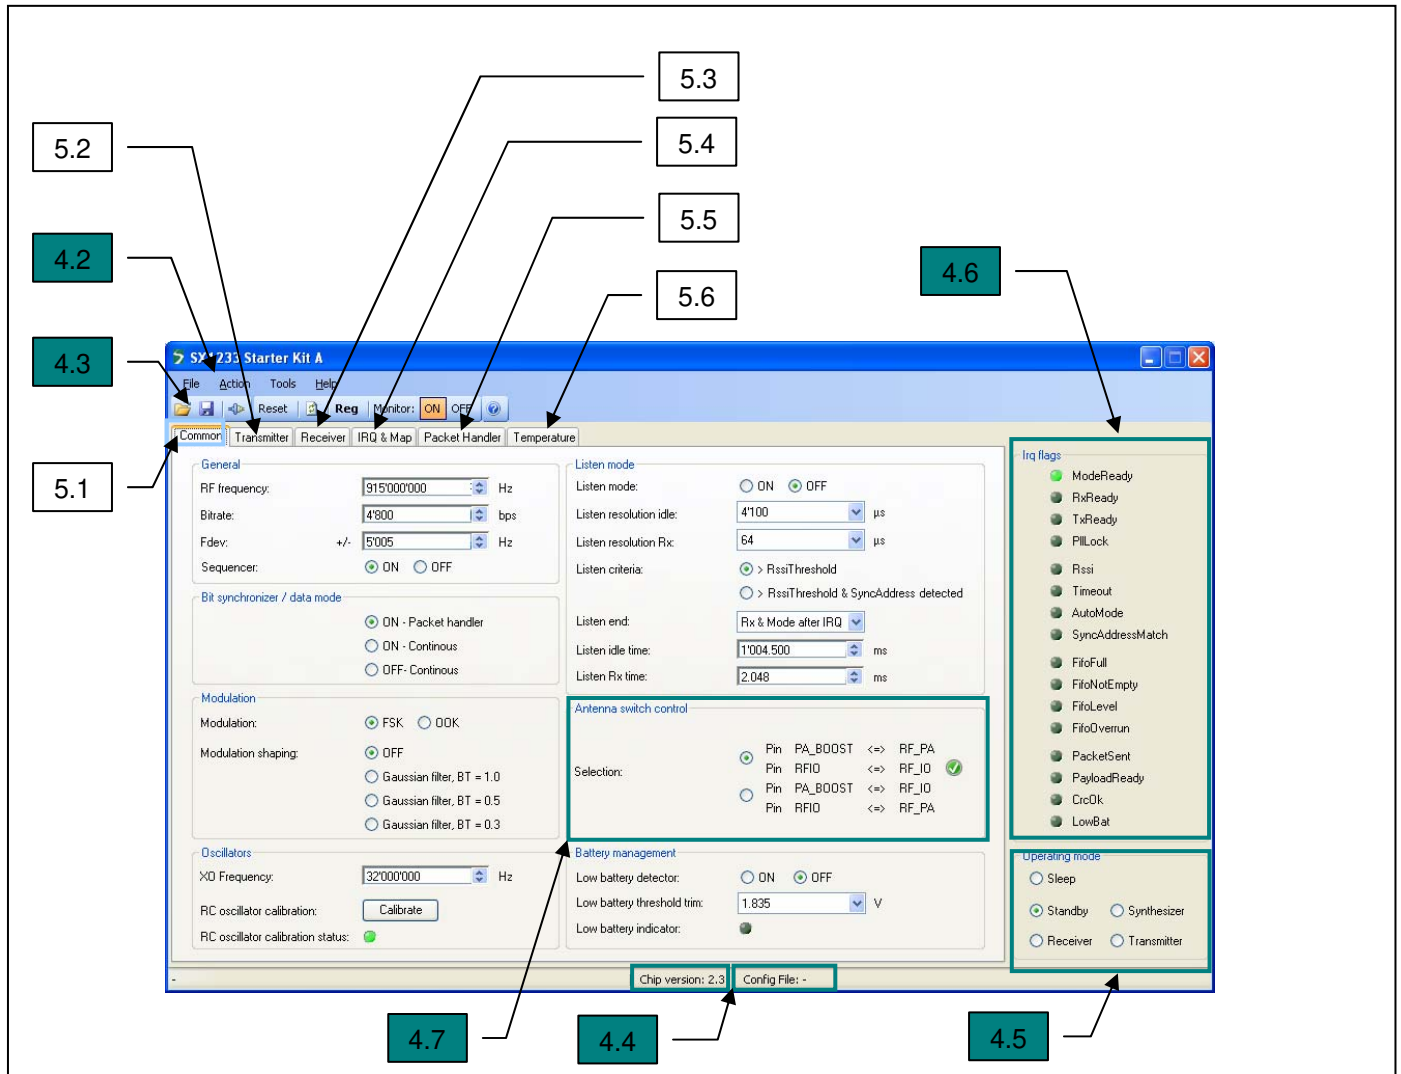 5.3
5.2
5.4
5.5
4.2
4.6
5.6
4.3
SX1233 Starter Kit A
File Action Tools Help
Reset Reg Monitor: ON OFF
Common Transmitter Receiver IRQ & Map Packet Handler Temperature
5.1
General
RF frequency: 915'000'000 Hz
Bitrate: 4'800 bps
Fdev: +/- 5'005 Hz
Sequencer: ON OFF
Bit synchronizer / data mode
ON - Packet handler
ON - Continous
OFF- Continous
Modulation
Modulation: FSK OOK
Modulation shaping: OFF
Gaussian filter, BT = 1.0
Gaussian filter, BT = 0.5
Gaussian filter, BT = 0.3
Oscillators
XO Frequency: 32'000'000 Hz
RC oscillator calibration: Calibrate
RC oscillator calibration status:
Listen mode
Listen mode: ON OFF
Listen resolution idle: 4'100 µs
Listen resolution Rx: 64 µs
Listen criteria: > RssiThreshold
> RssiThreshold & SyncAddress detected
Listen end: Rx & Mode after IRQ
Listen idle time: 1'004.500 ms
Listen Rx time: 2.048 ms
Antenna switch control
Selection:
Pin PA_BOOST <=> RF_PA
Pin RFIO <=> RF_IO
Pin PA_BOOST <=> RF_IO
Pin RFIO <=> RF_PA
Battery management
Low battery detector: ON OFF
Low battery threshold trim: 1.835 V
Low battery indicator:
Irq flags
ModeReady
RxReady
TxReady
PllLock
Rssi
Timeout
AutoMode
SyncAddressMatch
FifoFull
FifoNotEmpty
FifoLevel
FifoOverrun
PacketSent
PayloadReady
CrcOk
LowBat
Operating mode
Sleep
Standby Synthesizer
Receiver Transmitter
- Chip version: 2.3 Config File: -
4.7
4.4
4.5